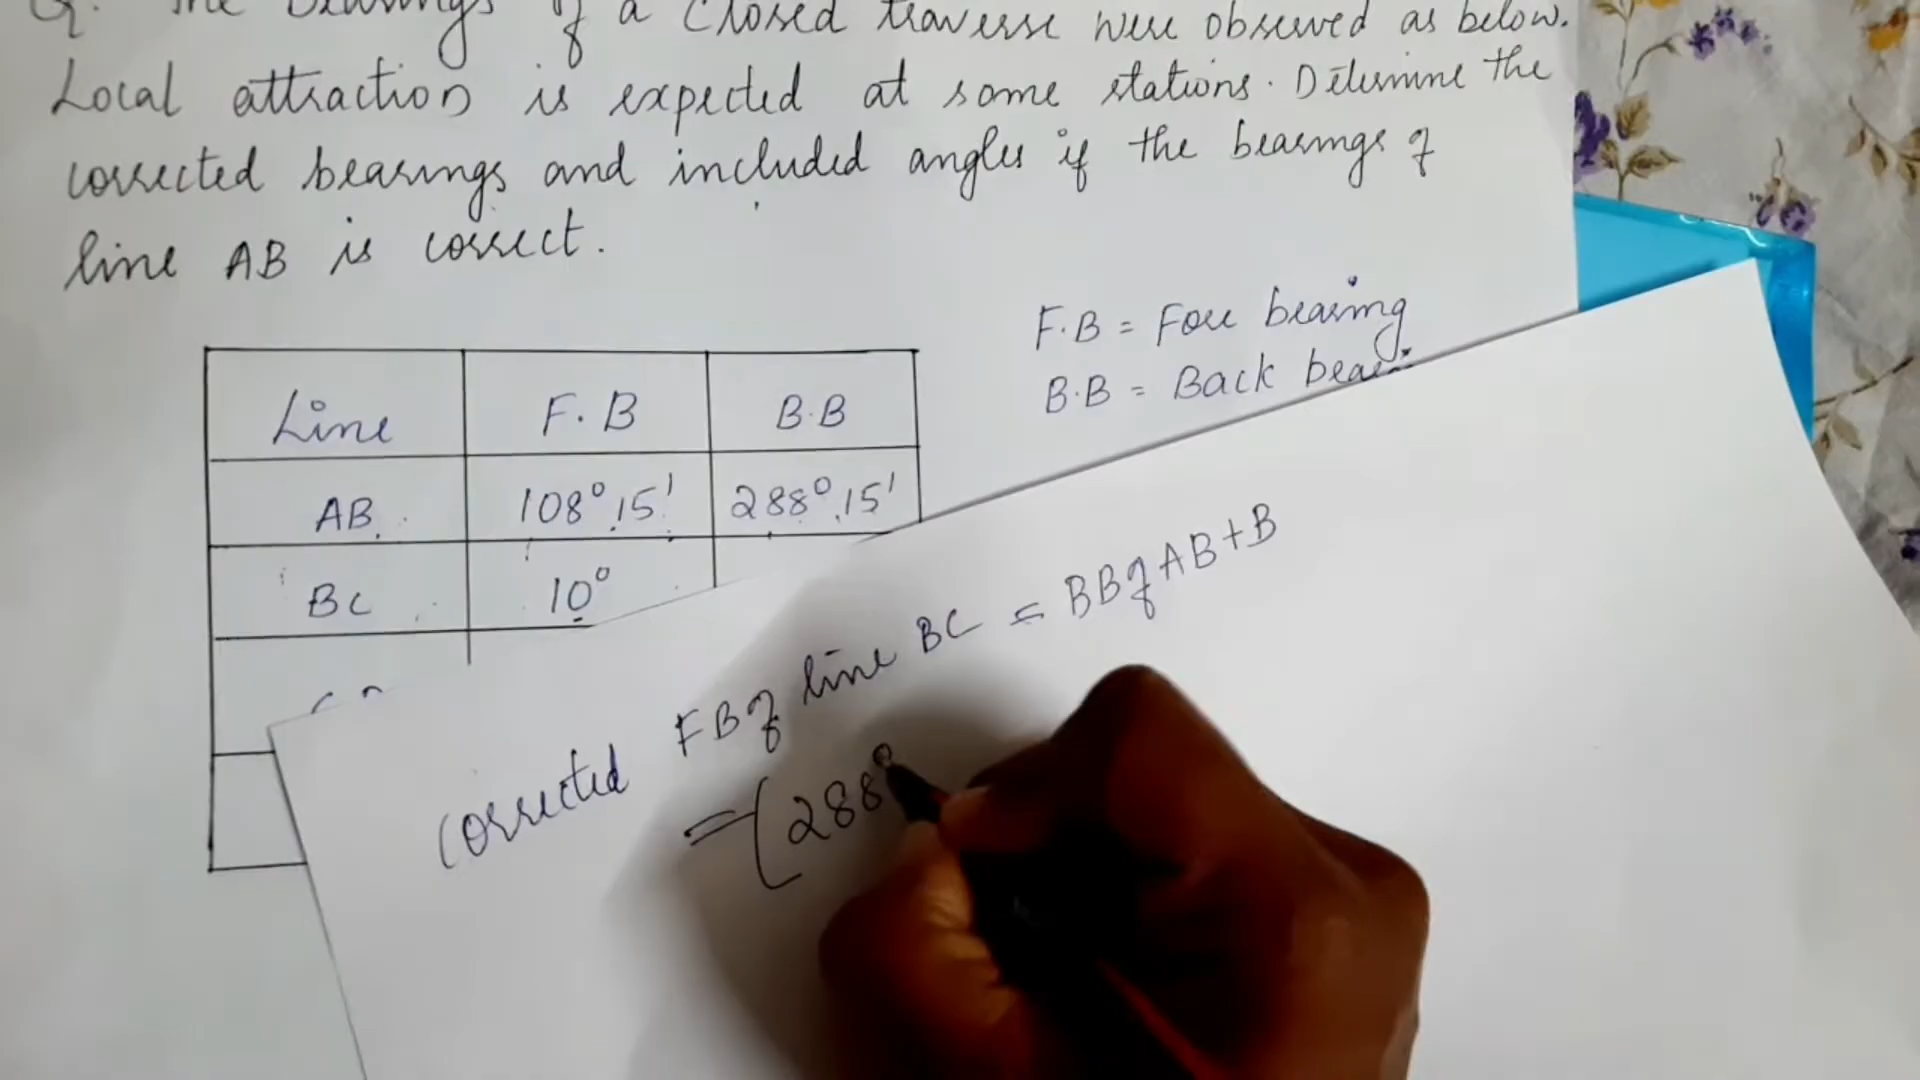 Q. The bearings of a closed traverse were observed as below.
Local attraction is expected at some stations. Determine the
corrected bearings and included angles if the bearings of
line AB is correct.
F.B = Fore bearing
B.B = Back
Line F.B B.B
AB 108° 15' 288° 15'
BC 10°
corrected FB of line BC = BB of AB + B
= (288°